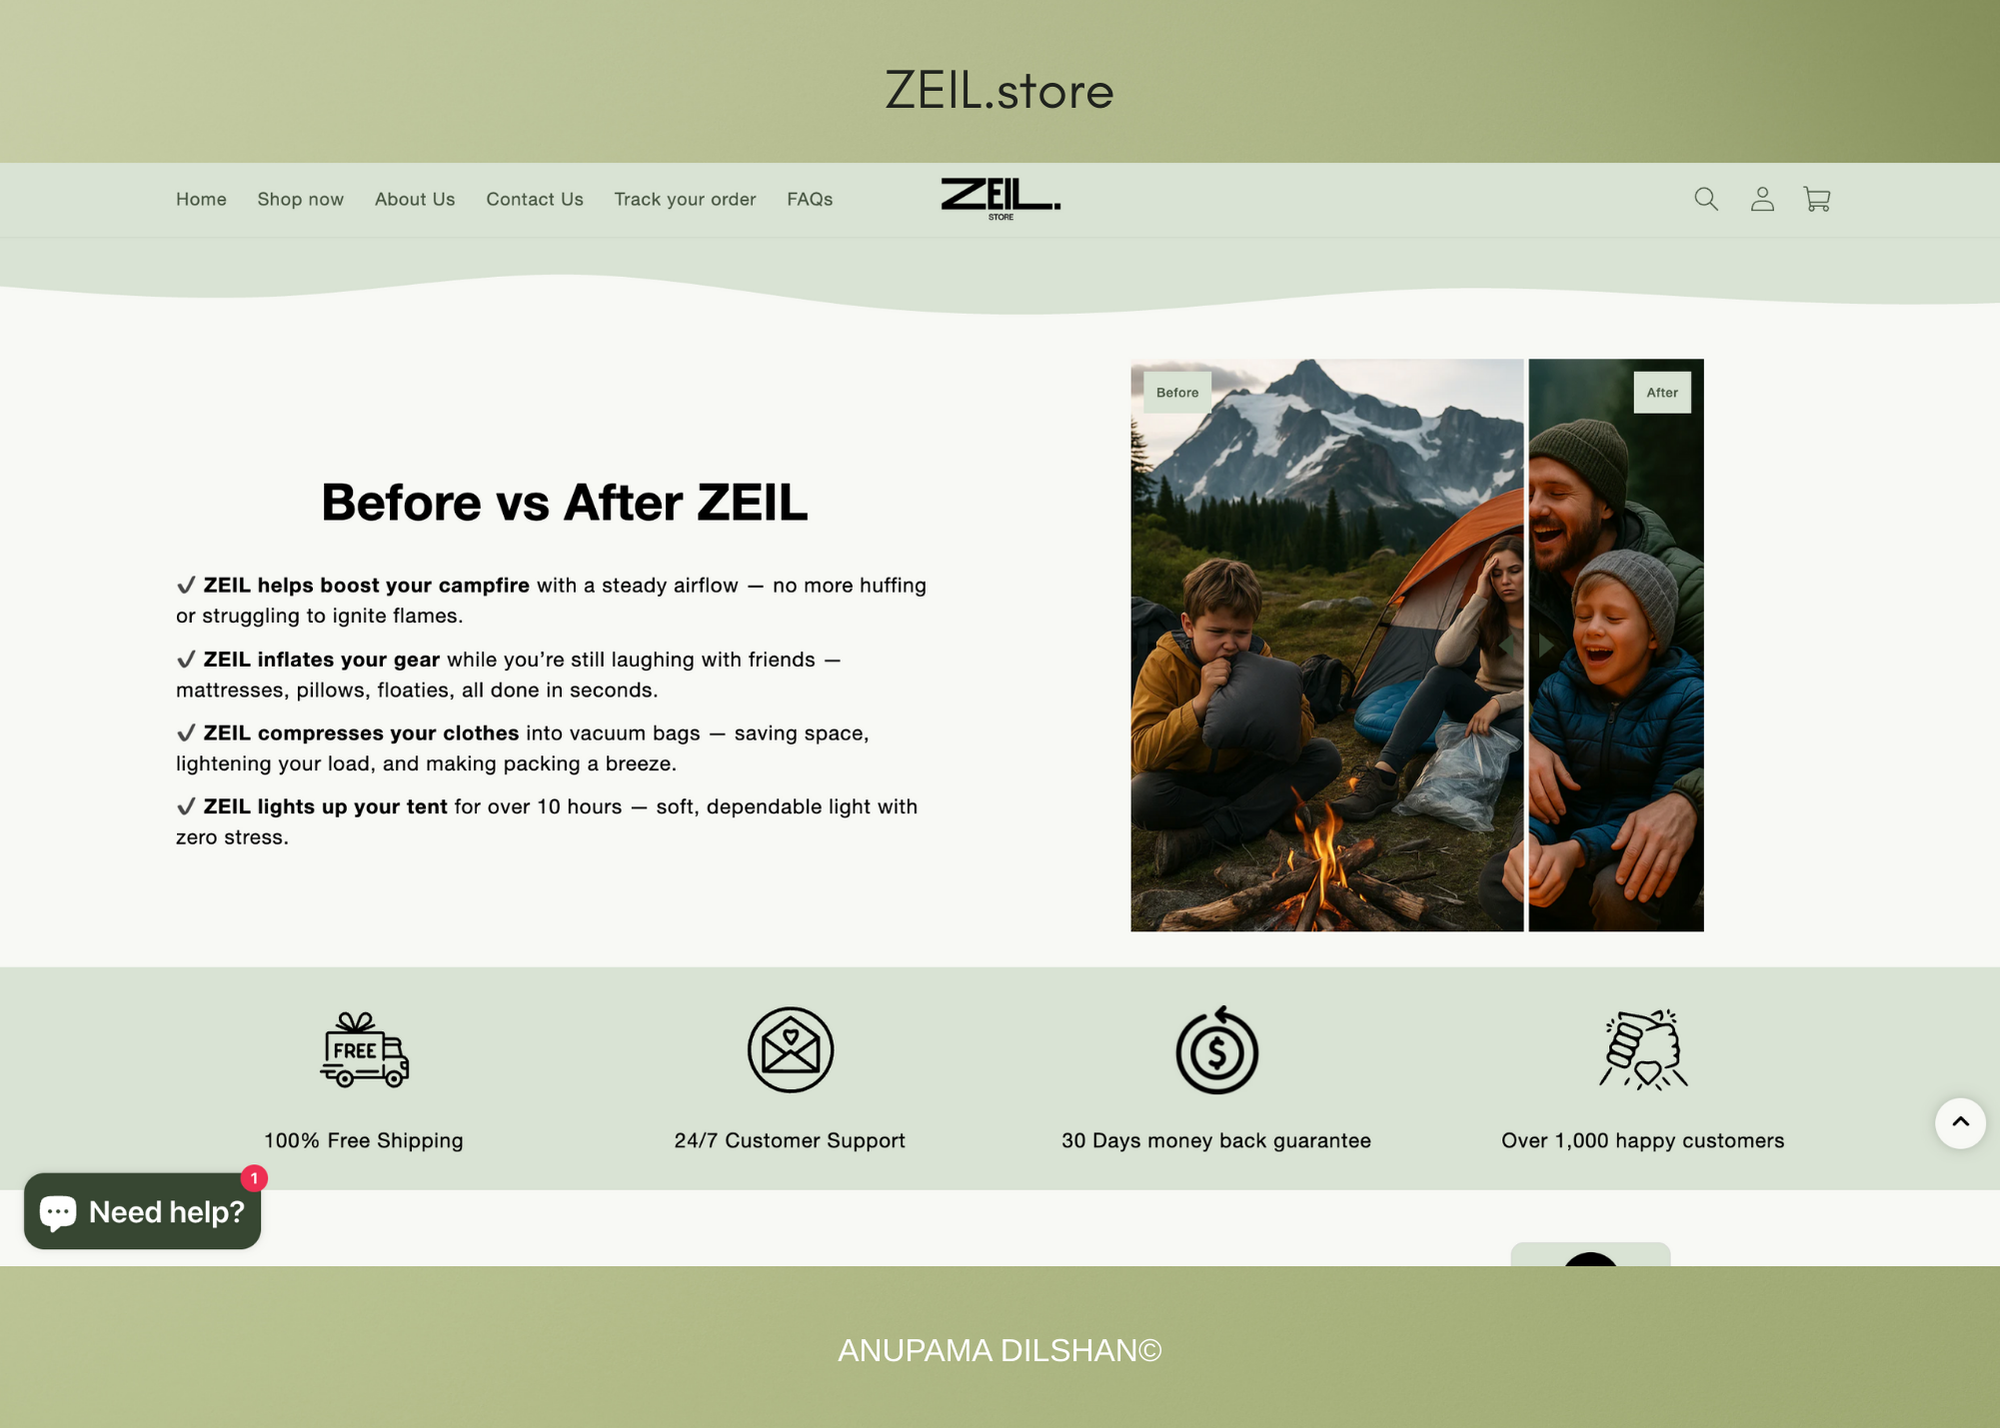 ZEIL.store
Home Shop now About Us Contact Us Track your order FAQs
ZEIL.
STORE
Before
After
Before vs After ZEIL
✔ ZEIL helps boost your campfire with a steady airflow — no more huffing
or struggling to ignite flames.
✔ ZEIL inflates your gear while you’re still laughing with friends —
mattresses, pillows, floaties, all done in seconds.
✔ ZEIL compresses your clothes into vacuum bags — saving space,
lightening your load, and making packing a breeze.
✔ ZEIL lights up your tent for over 10 hours — soft, dependable light with
zero stress.
FREE
$
100% Free Shipping
24/7 Customer Support
30 Days money back guarantee
Over 1,000 happy customers
1
Need help?
ANUPAMA DILSHAN©